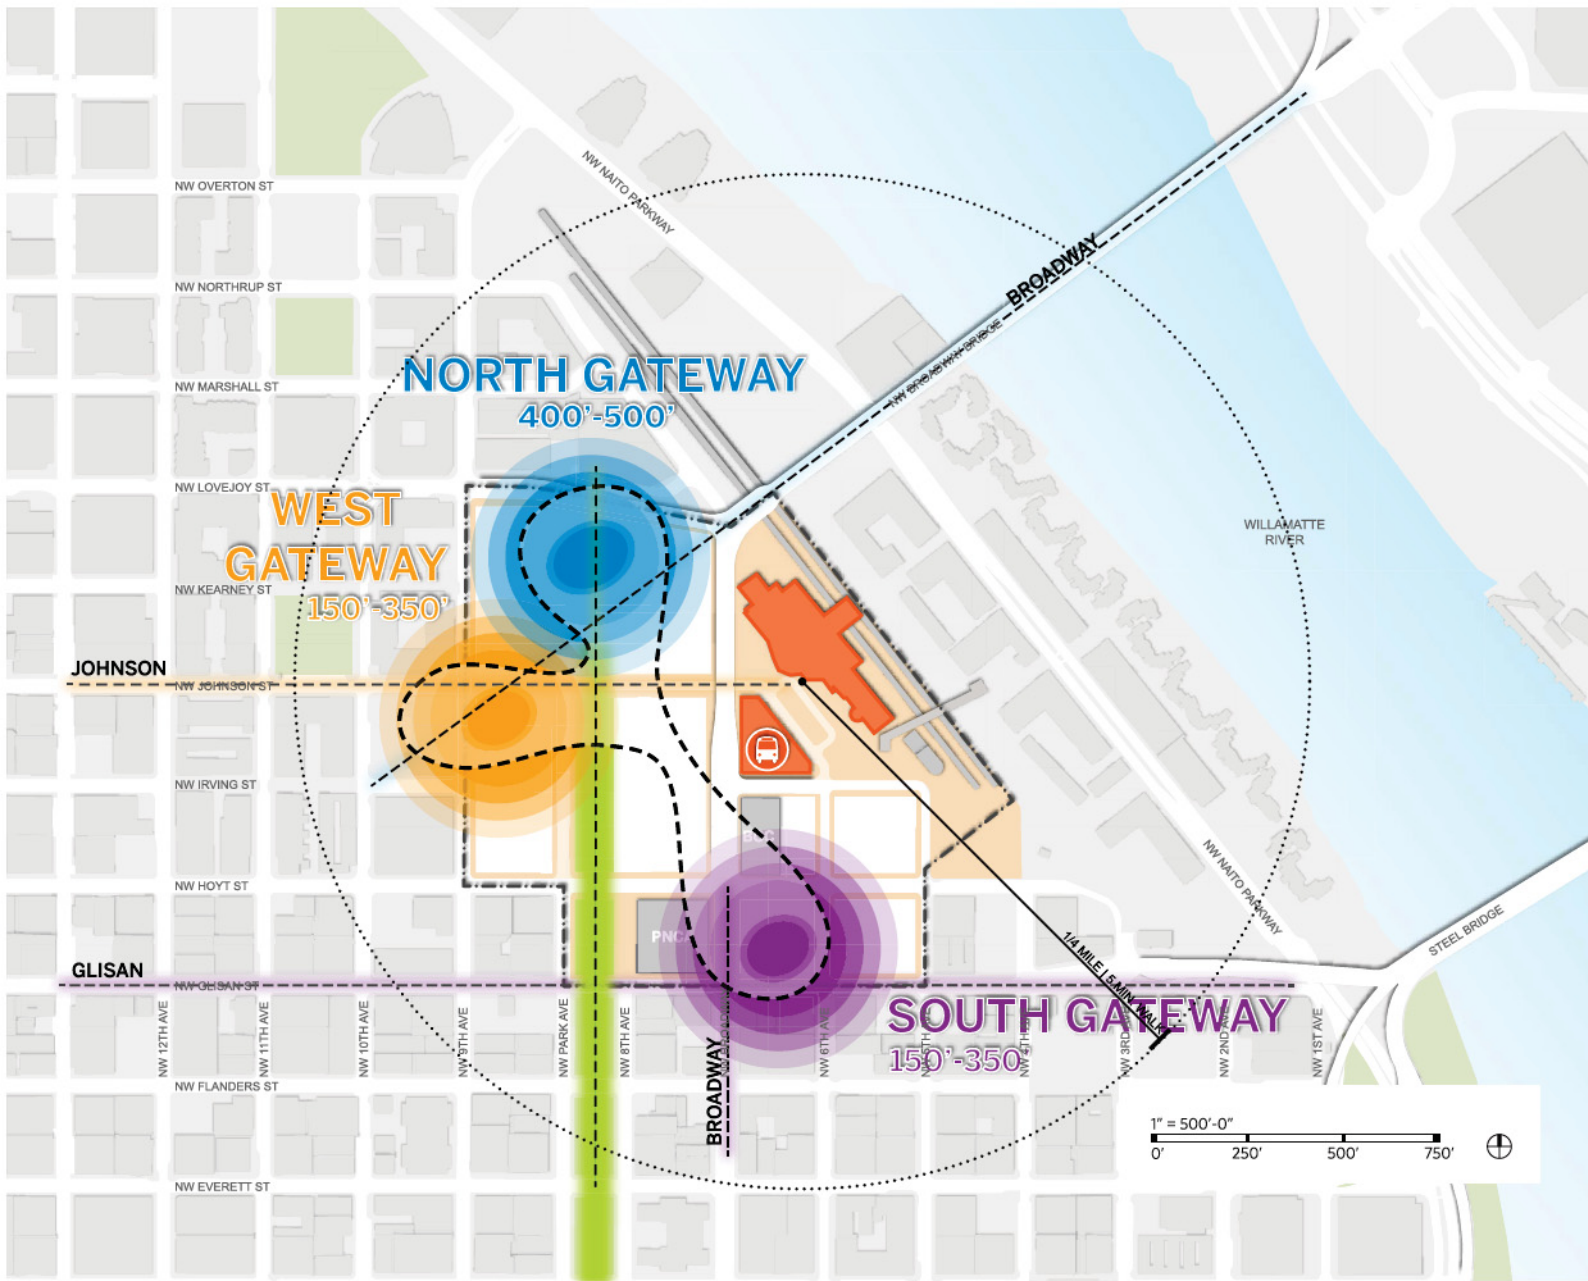 NW OVERTON ST
NW NAITO PARKWAY
NW NORTHRUP ST
BROADWAY
NW BROADWAY BRIDGE
NW MARSHALL ST
NORTH GATEWAY
400'-500'
NW LOVEJOY ST
WEST
GATEWAY
150'-350'
NW KEARNEY ST
WILLAMATTE
RIVER
JOHNSON
NW JOHNSON ST
NW IRVING ST
NW HOYT ST
NW NAITO PARKWAY
STEEL BRIDGE
1/4 MILE | 5 MIN WALK
GLISAN
NW GLISAN ST
SOUTH GATEWAY
150'-350'
NW 12TH AVE
NW 11TH AVE
NW 10TH AVE
NW 9TH AVE
NW PARK AVE
NW 8TH AVE
BROADWAY
NW 6TH AVE
NW 3RD
NW 2ND AVE
NW 1ST AVE
NW FLANDERS ST
NW EVERETT ST
1" = 500'-0"
0' 250' 500' 750'